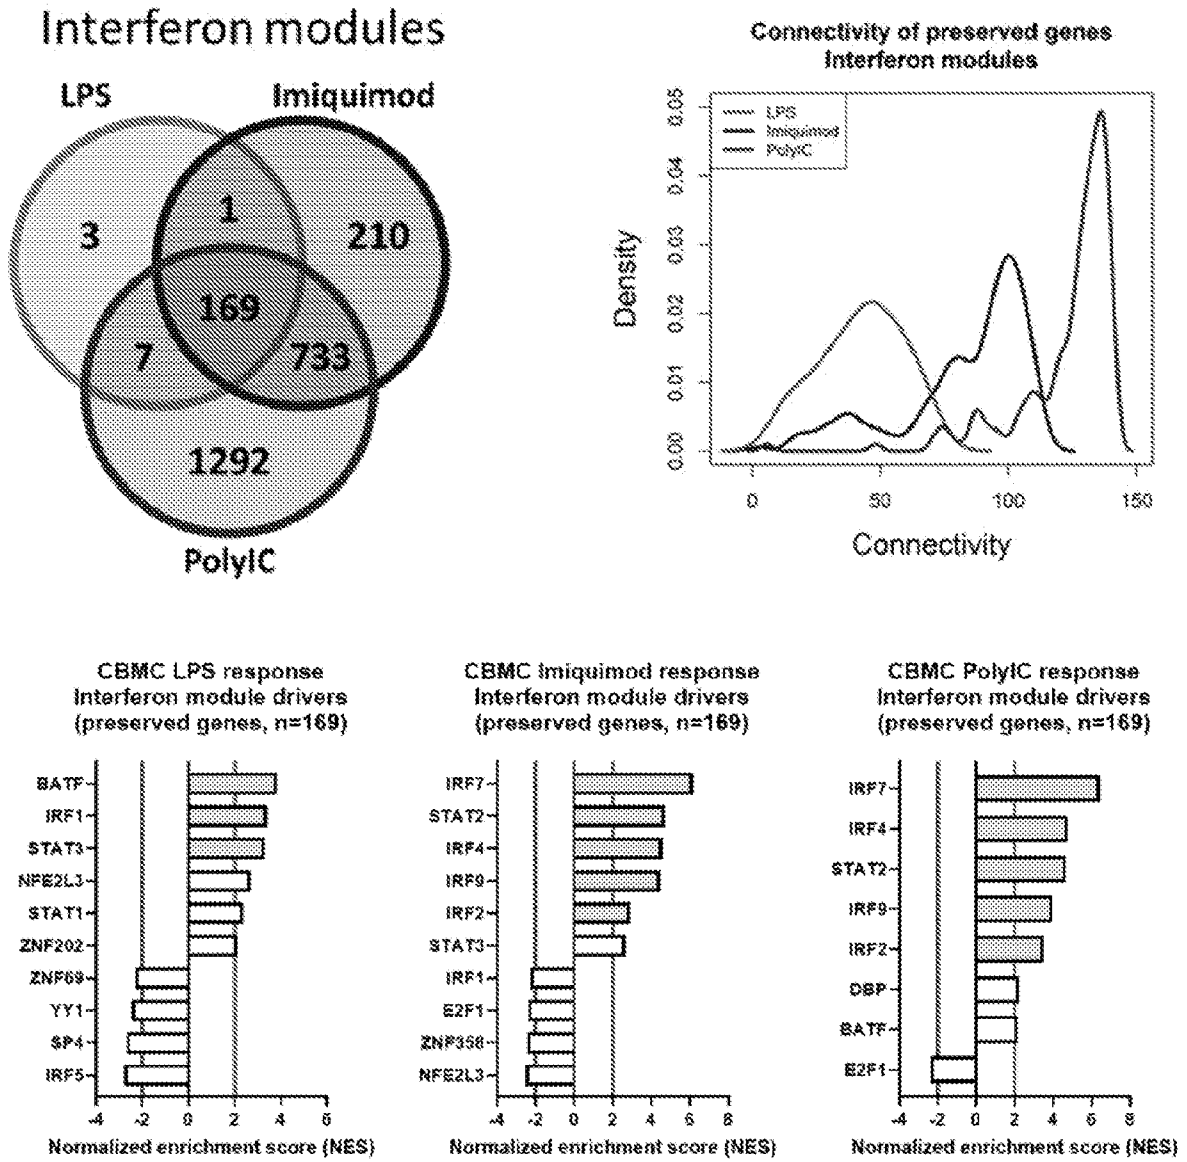 Interferon modules
LPS
Imiquimod
3
1
210
169
7
733
1292
PolyIC
Connectivity of preserved genes
Interferon modules
LPS
Imiquimod
PolyIC
Density
0.05
0.04
0.03
0.02
0.01
0.00
0 50 100 150
Connectivity
CBMC LPS response
Interferon module drivers
(preserved genes, n=169)
BATF
IRF1
STAT3
NFE2L3
STAT1
ZNF202
ZNF69
YY1
SP4
IRF5
-4 -2 0 2 4 6
Normalized enrichment score (NES)
CBMC Imiquimod response
Interferon module drivers
(preserved genes, n=169)
IRF7
STAT2
IRF4
IRF9
IRF2
STAT3
IRF1
E2F1
ZNF358
NFE2L3
-4 -2 0 2 4 6 8
Normalized enrichment score (NES)
CBMC PolyIC response
Interferon module drivers
(preserved genes, n=169)
IRF7
IRF4
STAT2
IRF9
IRF2
DBP
BATF
E2F1
-4 -2 0 2 4 6 8
Normalized enrichment score (NES)